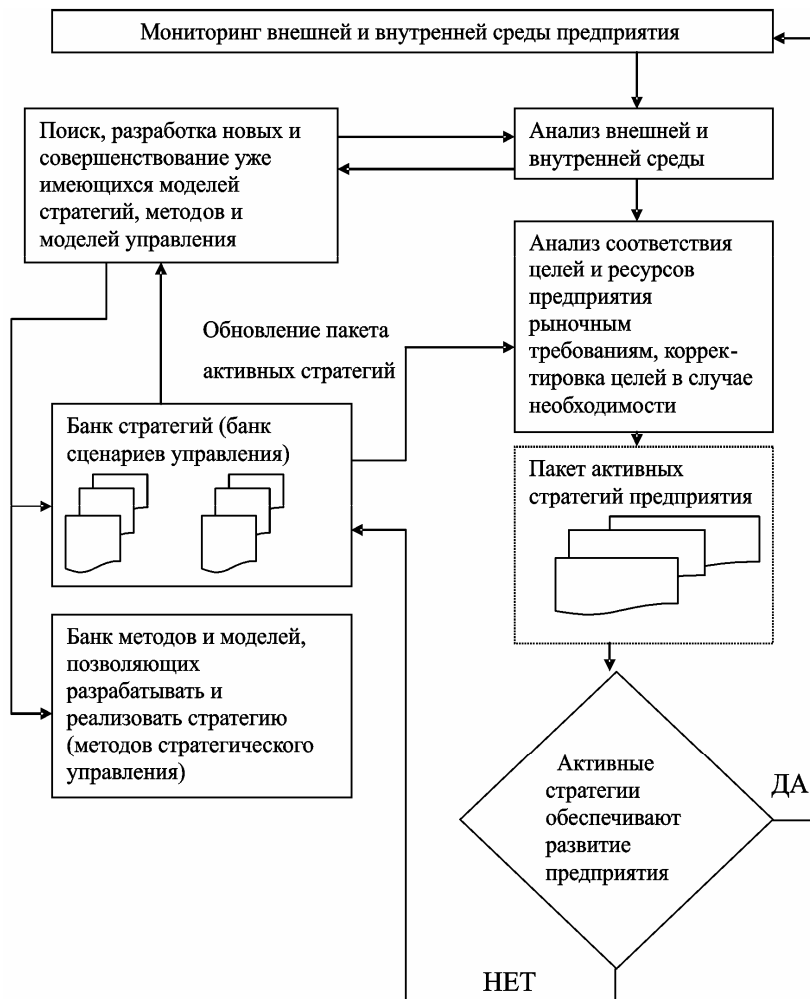 Мониторинг внешней и внутренней среды предприятия
Поиск, разработка новых и
совершенствование уже
имеющихся моделей
стратегий, методов и
моделей управления
Анализ внешней и
внутренней среды
Анализ соответствия
целей и ресурсов
предприятия
рыночным
требованиям, коррек-
тировка целей в случае
необходимости
Обновление пакета
активных стратегий
Банк стратегий (банк
сценариев управления)
Пакет активных
стратегий предприятия
Банк методов и моделей,
позволяющих
разрабатывать и
реализовать стратегию
(методов стратегического
управления)
Активные
стратегии
обеспечивают
развитие
предприятия
ДА
НЕТ